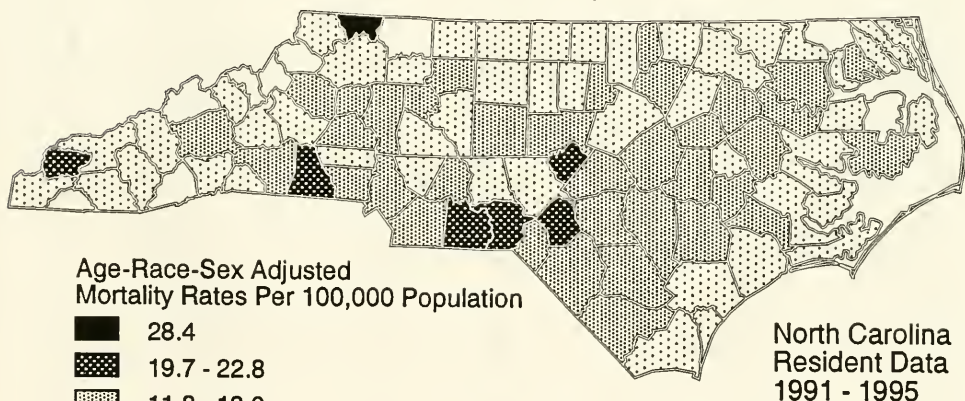 Age-Race-Sex Adjusted
Mortality Rates Per 100,000 Population
28.4
19.7 - 22.8
North Carolina
Resident Data
1991 - 1995